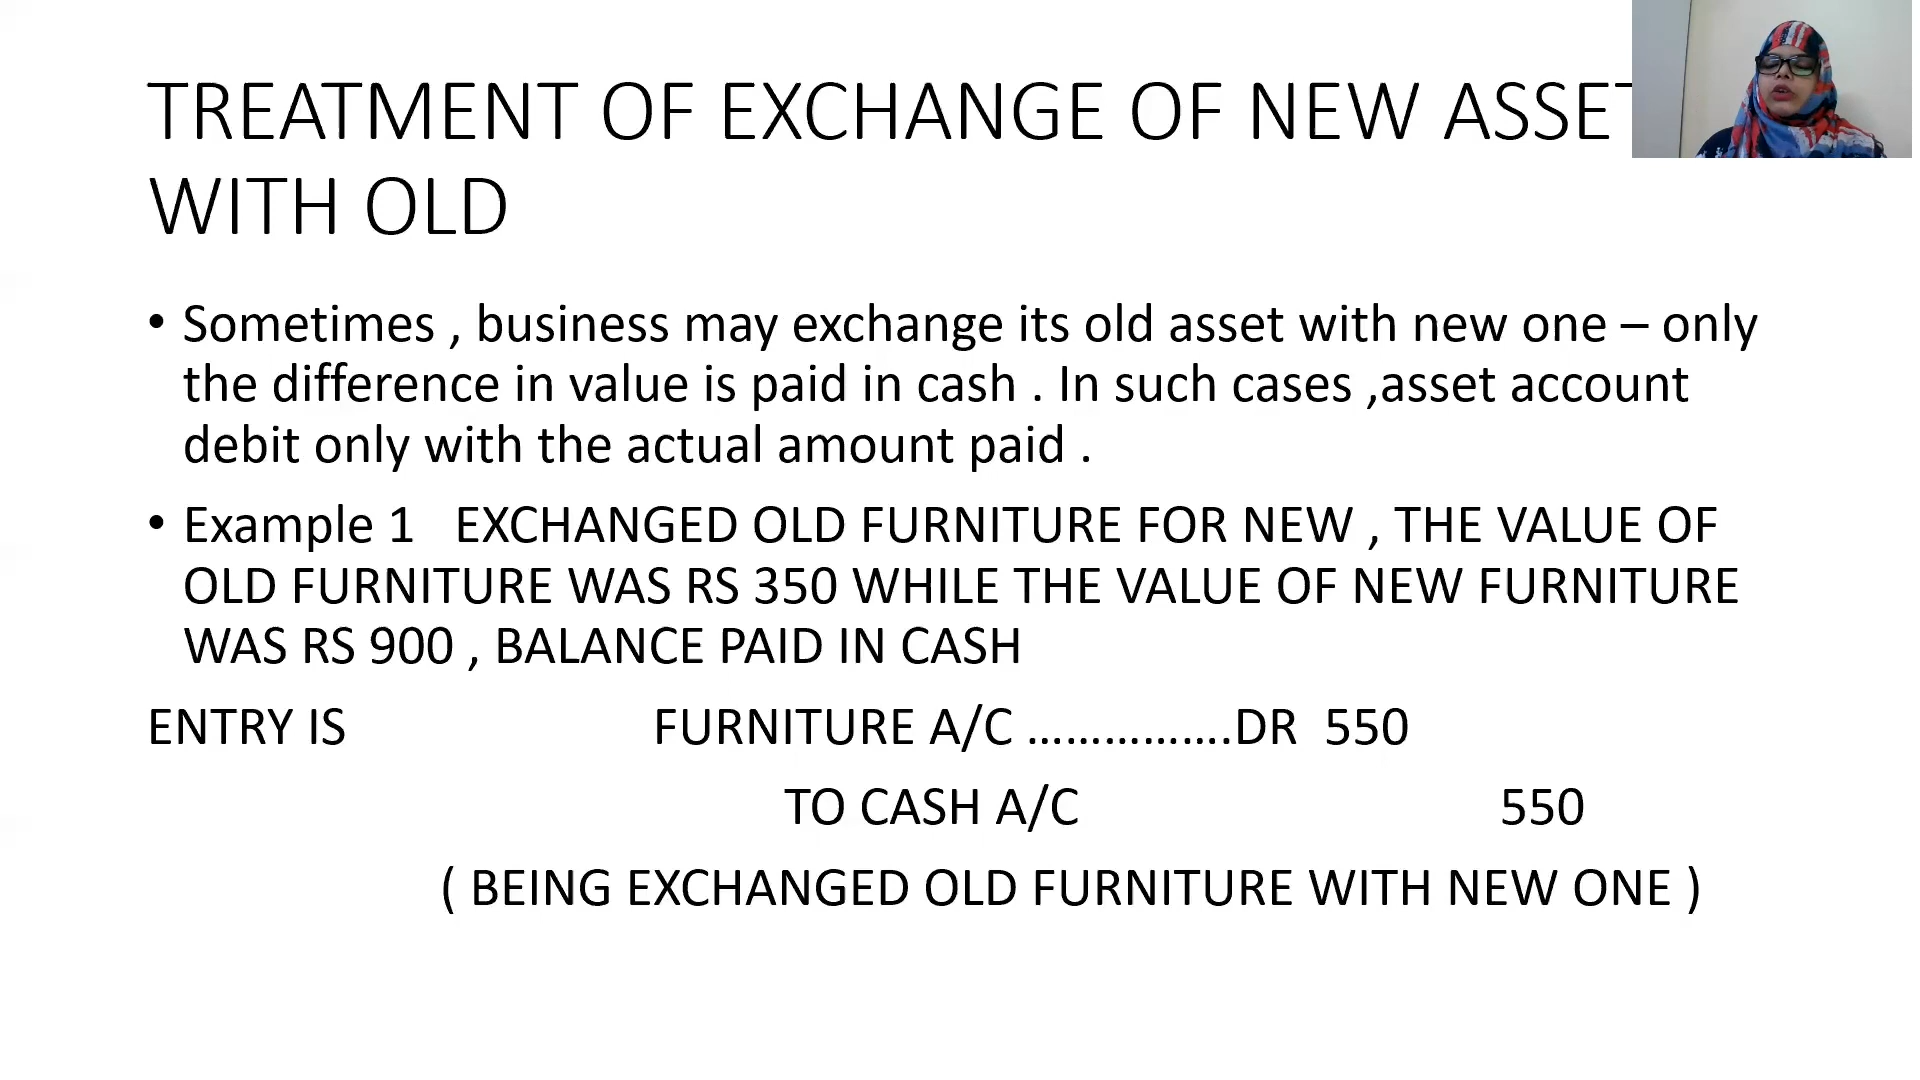 TREATMENT OF EXCHANGE OF NEW ASSET
WITH OLD
• Sometimes , business may exchange its old asset with new one – only
the difference in value is paid in cash . In such cases ,asset account
debit only with the actual amount paid .
• Example 1 EXCHANGED OLD FURNITURE FOR NEW , THE VALUE OF
OLD FURNITURE WAS RS 350 WHILE THE VALUE OF NEW FURNITURE
WAS RS 900 , BALANCE PAID IN CASH
ENTRY IS FURNITURE A/C …………….DR 550
TO CASH A/C 550
( BEING EXCHANGED OLD FURNITURE WITH NEW ONE )